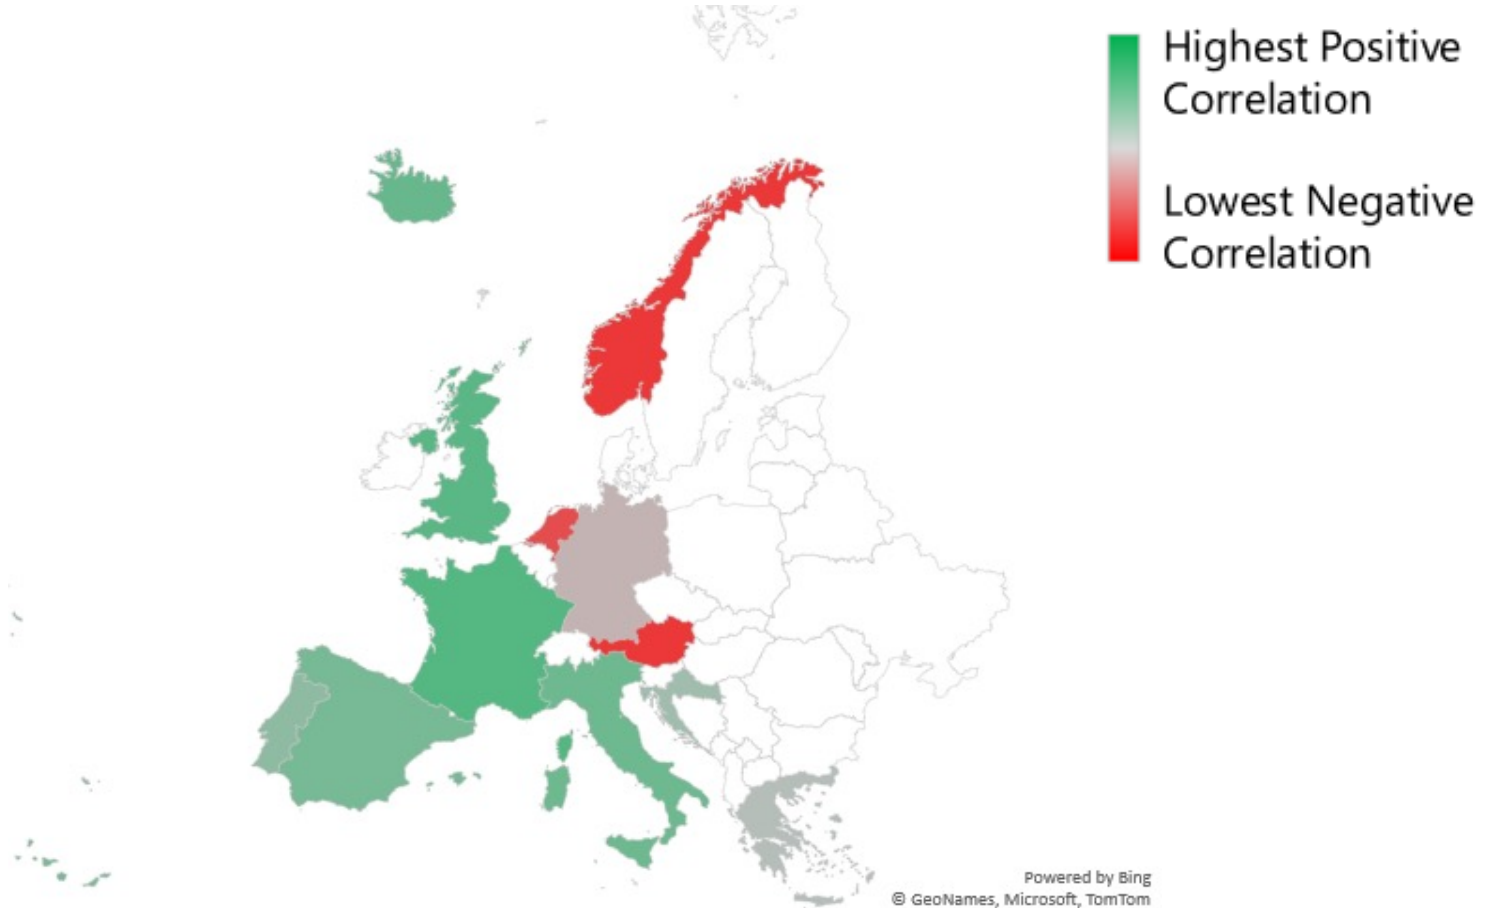 Highest Positive
Correlation
Lowest Negative
Correlation
Powered by Bing
© GeoNames, Microsoft, TomTom